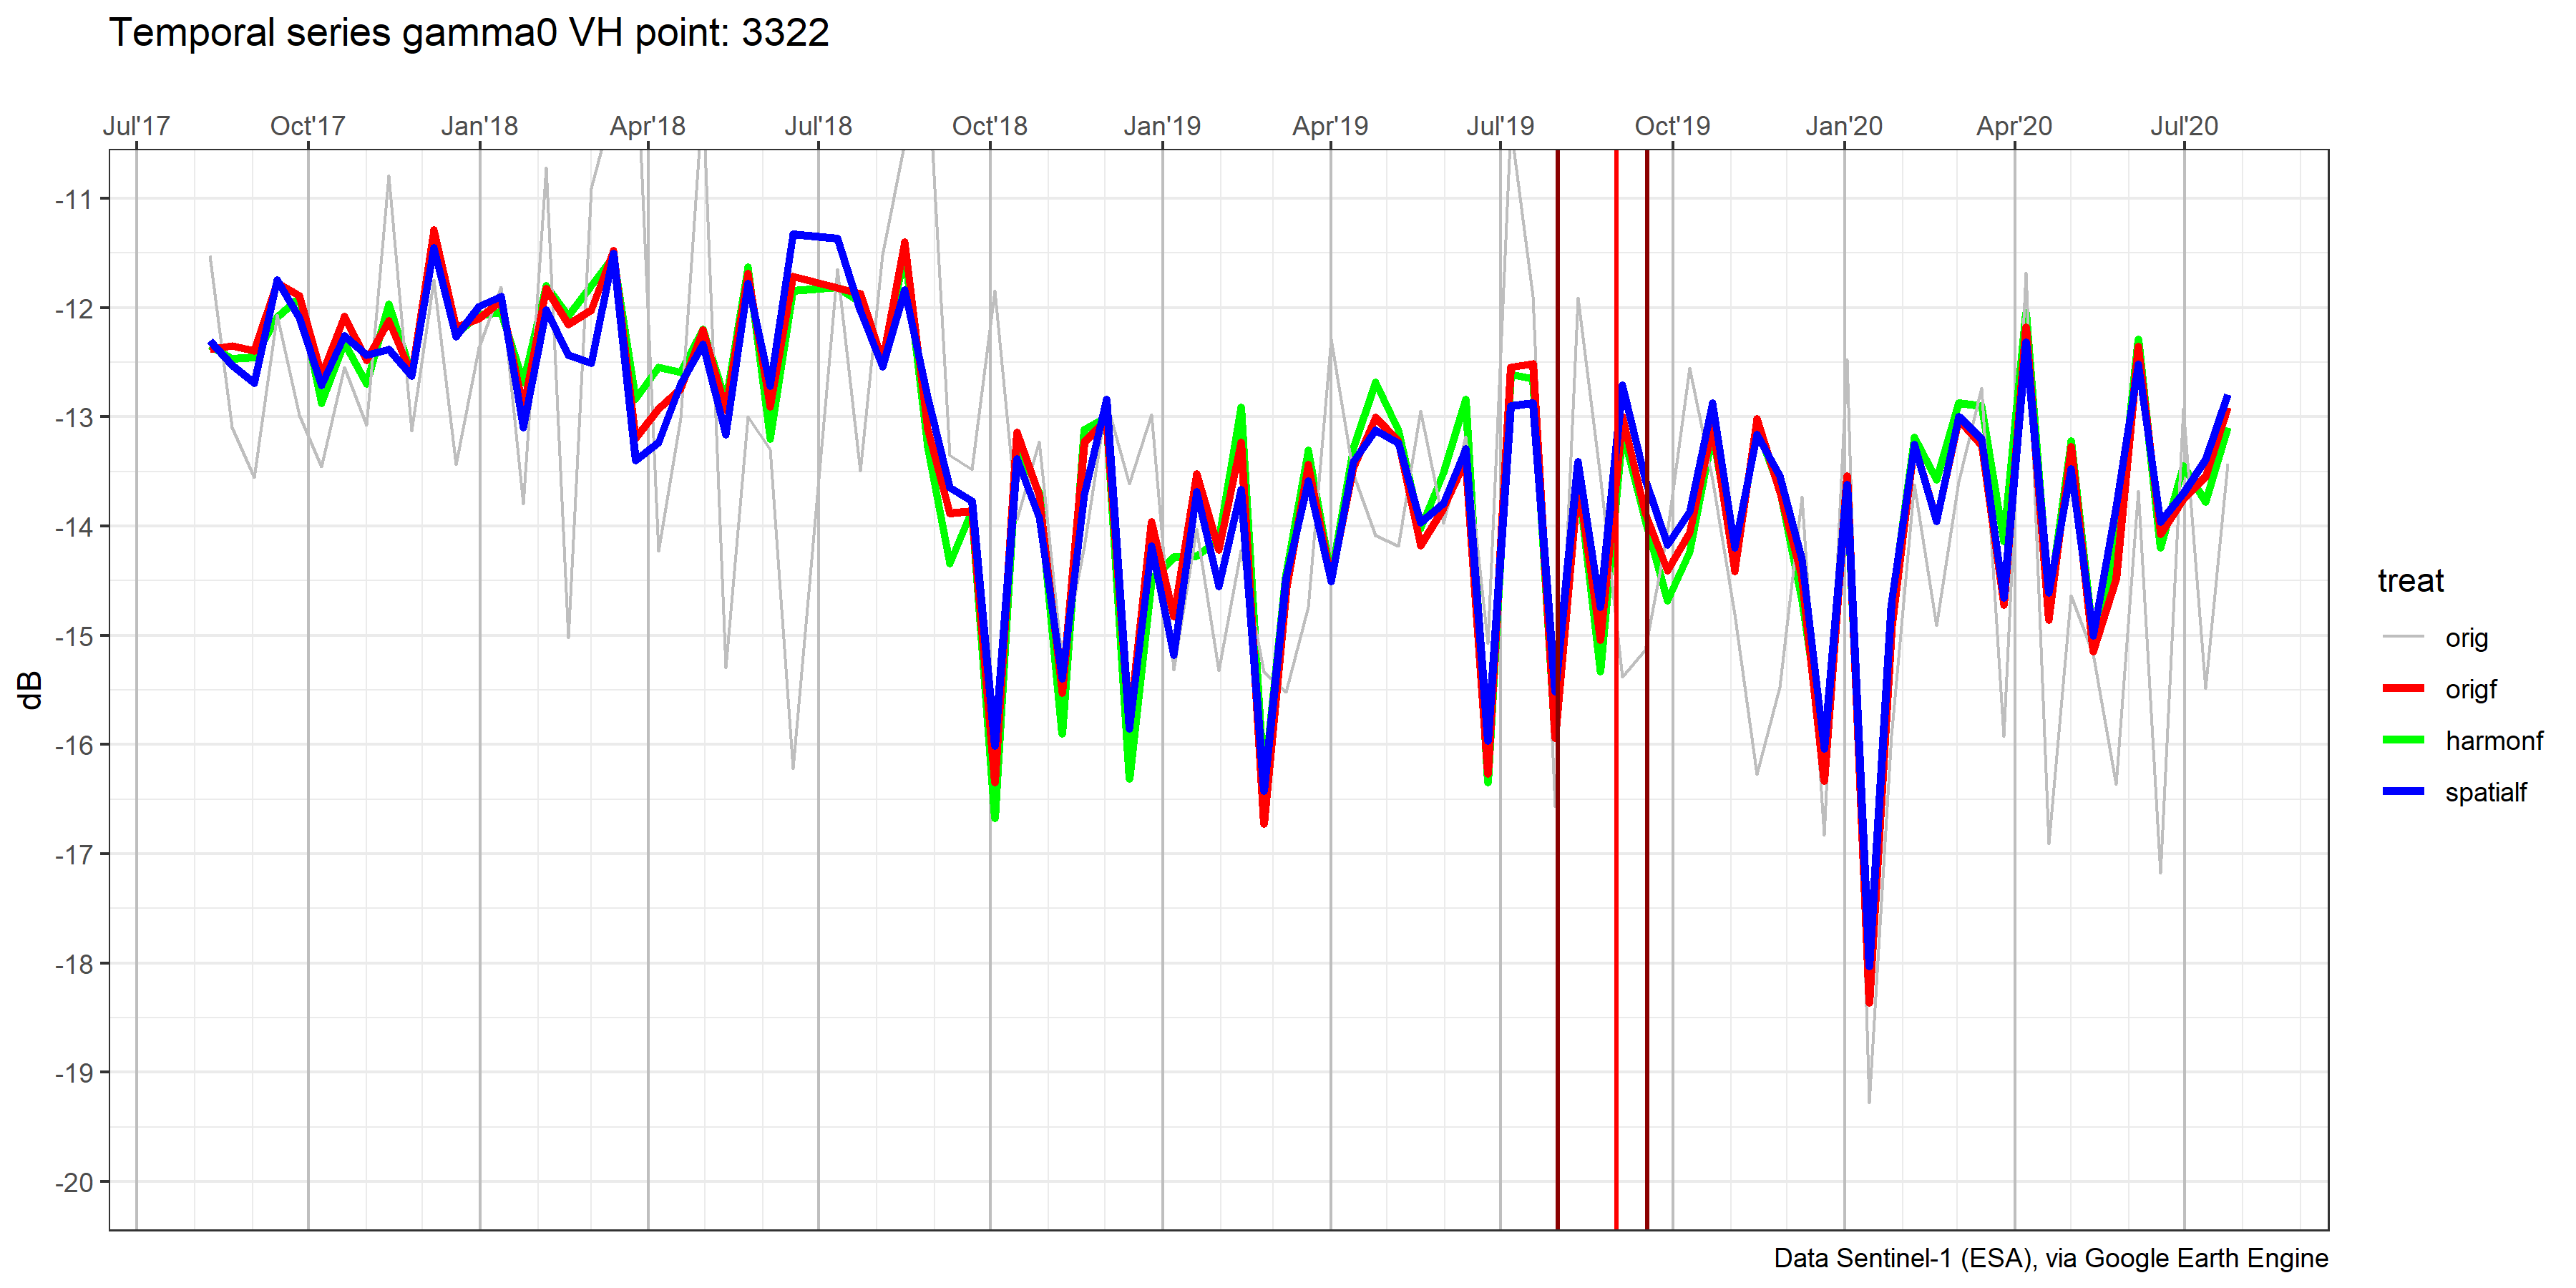 Temporal series gamma0 VH point: 3322
Jul'17 Oct'17 Jan'18 Apr'18 Jul'18 Oct'18 Jan'19 Apr'19 Jul'19 Oct'19 Jan'20 Apr'20 Jul'20
-11
-12
-13
-14
-15
-16
-17
-18
-19
-20
dB
treat
orig
origf
harmonf
spatialf
Data Sentinel-1 (ESA), via Google Earth Engine